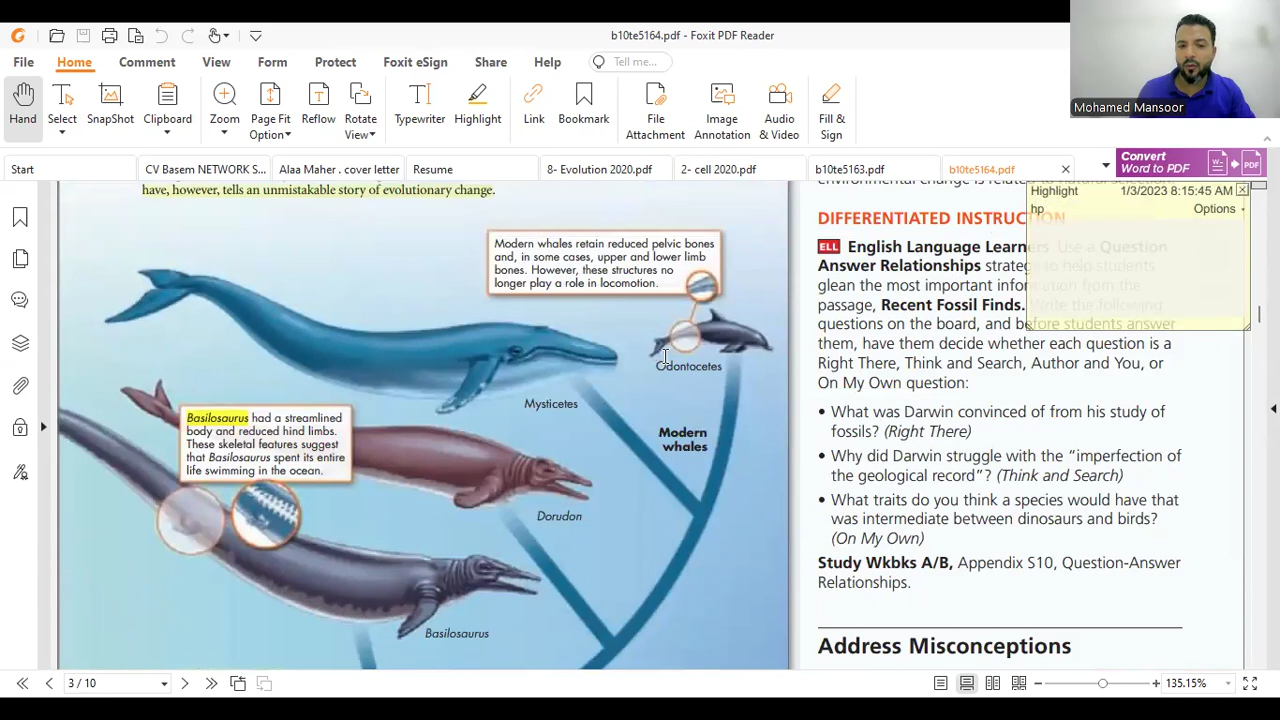 b10te5164.pdf - Foxit PDF Reader
File
Home
Comment
View
Form
Protect
Foxit eSign
Share
Help
Tell me...
Hand
Select
SnapShot
Clipboard
Zoom
Page Fit
Option
Reflow
Rotate
View
Typewriter
Highlight
Link
Bookmark
File
Attachment
Image
Annotation
Audio
& Video
Fill &
Sign
Mohamed Mansoor
Start
CV Basem NETWORK S...
Alaa Maher . cover letter
Resume
8- Evolution 2020.pdf
2- cell 2020.pdf
b10te5163.pdf
b10te5164.pdf
Convert
Word to PDF
PDF
have, however, tells an unmistakable story of evolutionary change.
Modern whales retain reduced pelvic bones
and, in some cases, upper and lower limb
bones. However, these structures no
longer play a role in locomotion.
Odontocetes
Mysticetes
Modern
whales
Basilosaurus had a streamlined
body and reduced hind limbs.
These skeletal features suggest
that Basilosaurus spent its entire
life swimming in the ocean.
Dorudon
Basilosaurus
environmental change is related to natural selection.
Highlight 1/3/2023 8:15:45 AM
hp Options
DIFFERENTIATED INSTRUCTION
ELL English Language Learners Use a Question
Answer Relationships strategy to help students
glean the most important information from the
passage, Recent Fossil Finds. Write the following
questions on the board, and before students answer
them, have them decide whether each question is a
Right There, Think and Search, Author and You, or
On My Own question:
• What was Darwin convinced of from his study of
fossils? (Right There)
• Why did Darwin struggle with the “imperfection of
the geological record”? (Think and Search)
• What traits do you think a species would have that
was intermediate between dinosaurs and birds?
(On My Own)
Study Wkbks A/B, Appendix S10, Question-Answer
Relationships.
Address Misconceptions
3 / 10
135.15%